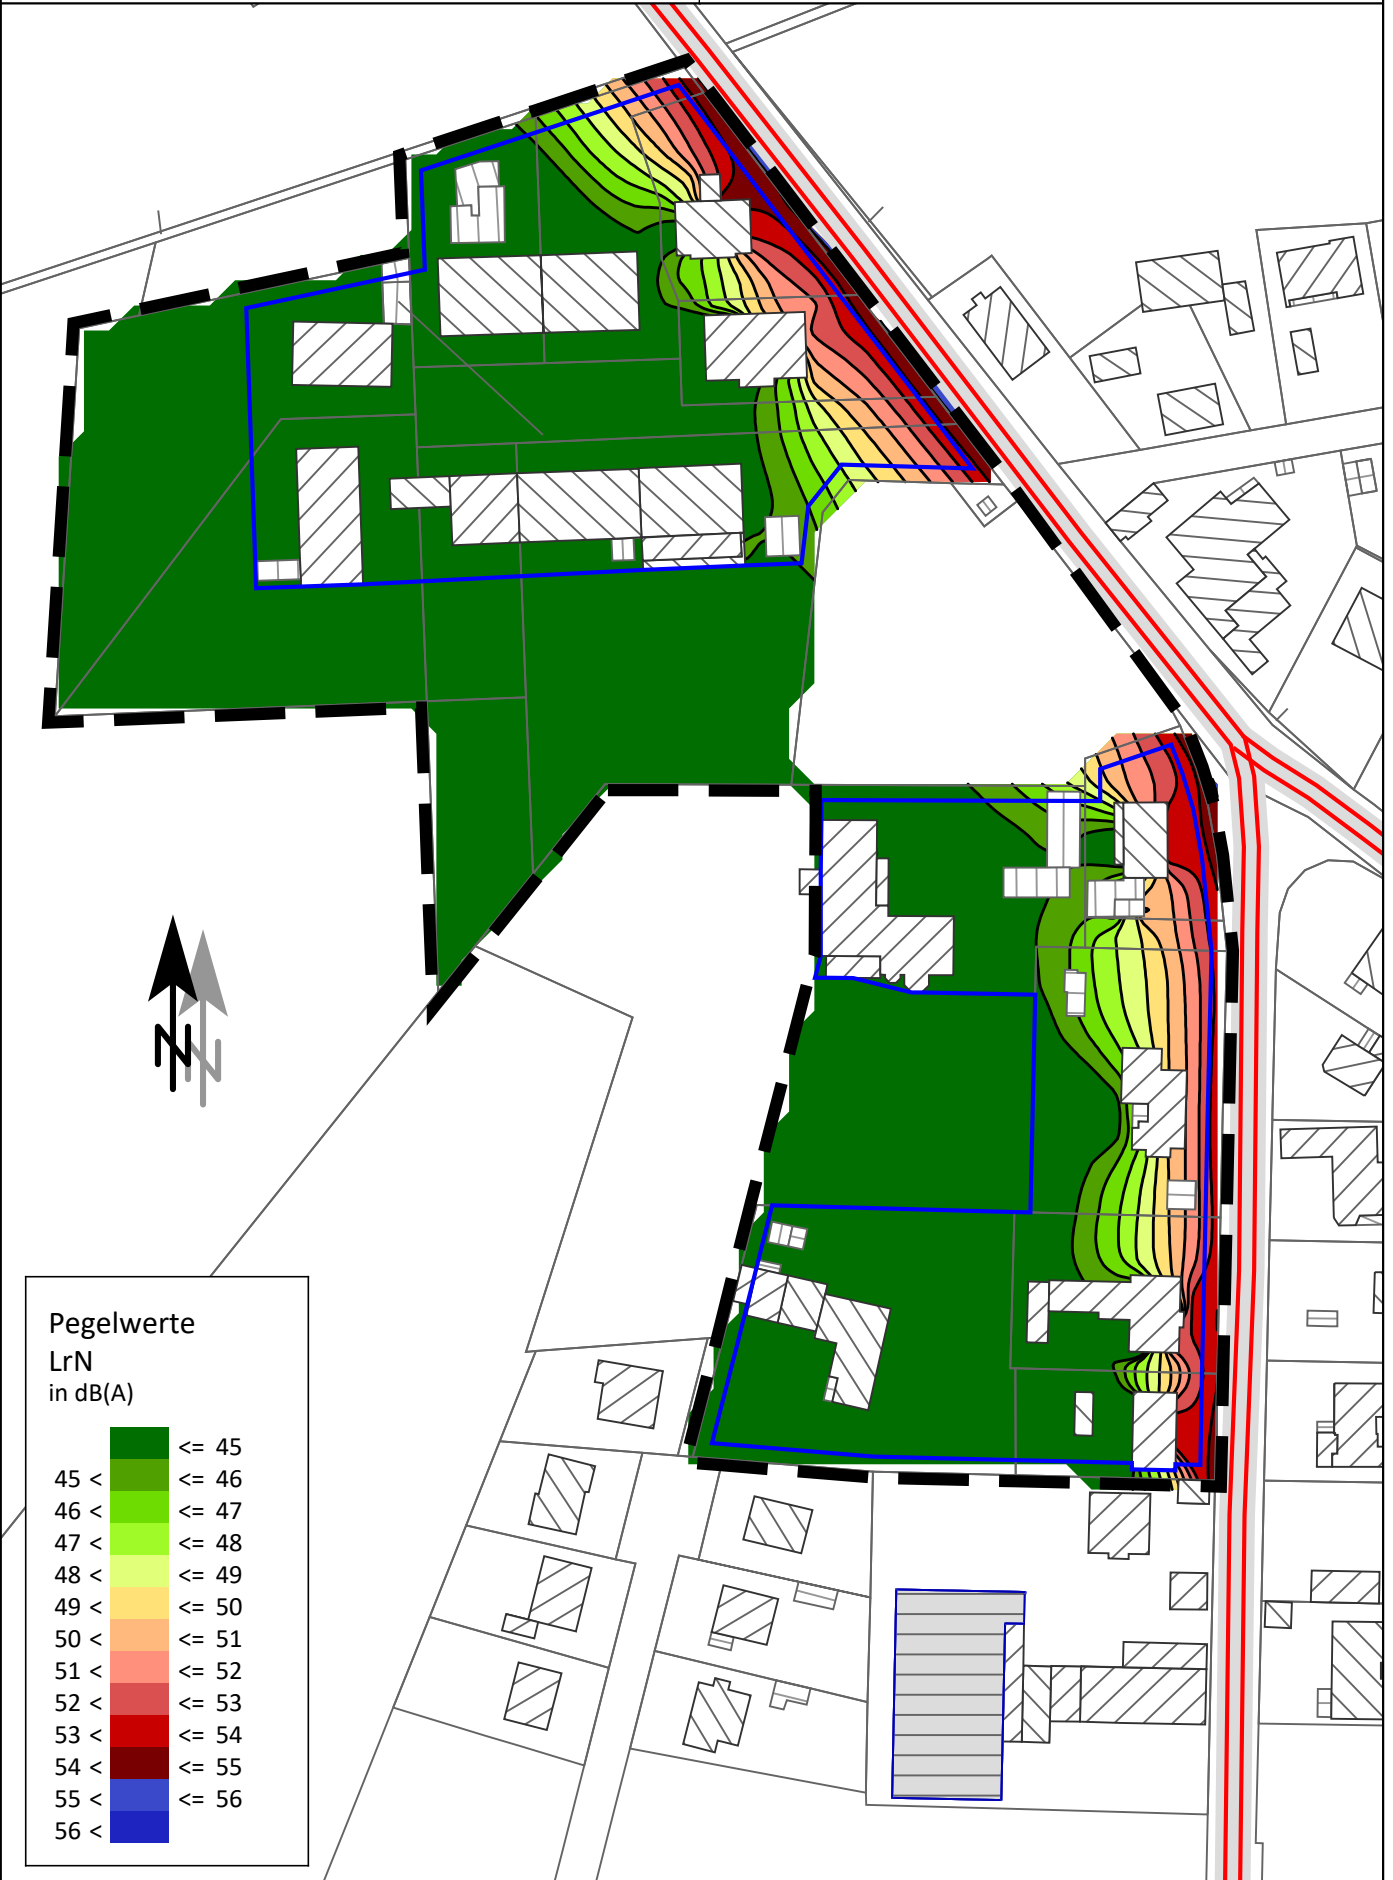 N
Pegelwerte
LrN
in dB(A)
<= 45
45 < <= 46
46 < <= 47
47 < <= 48
48 < <= 49
49 < <= 50
50 < <= 51
51 < <= 52
52 < <= 53
53 < <= 54
54 < <= 55
55 < <= 56
56 <